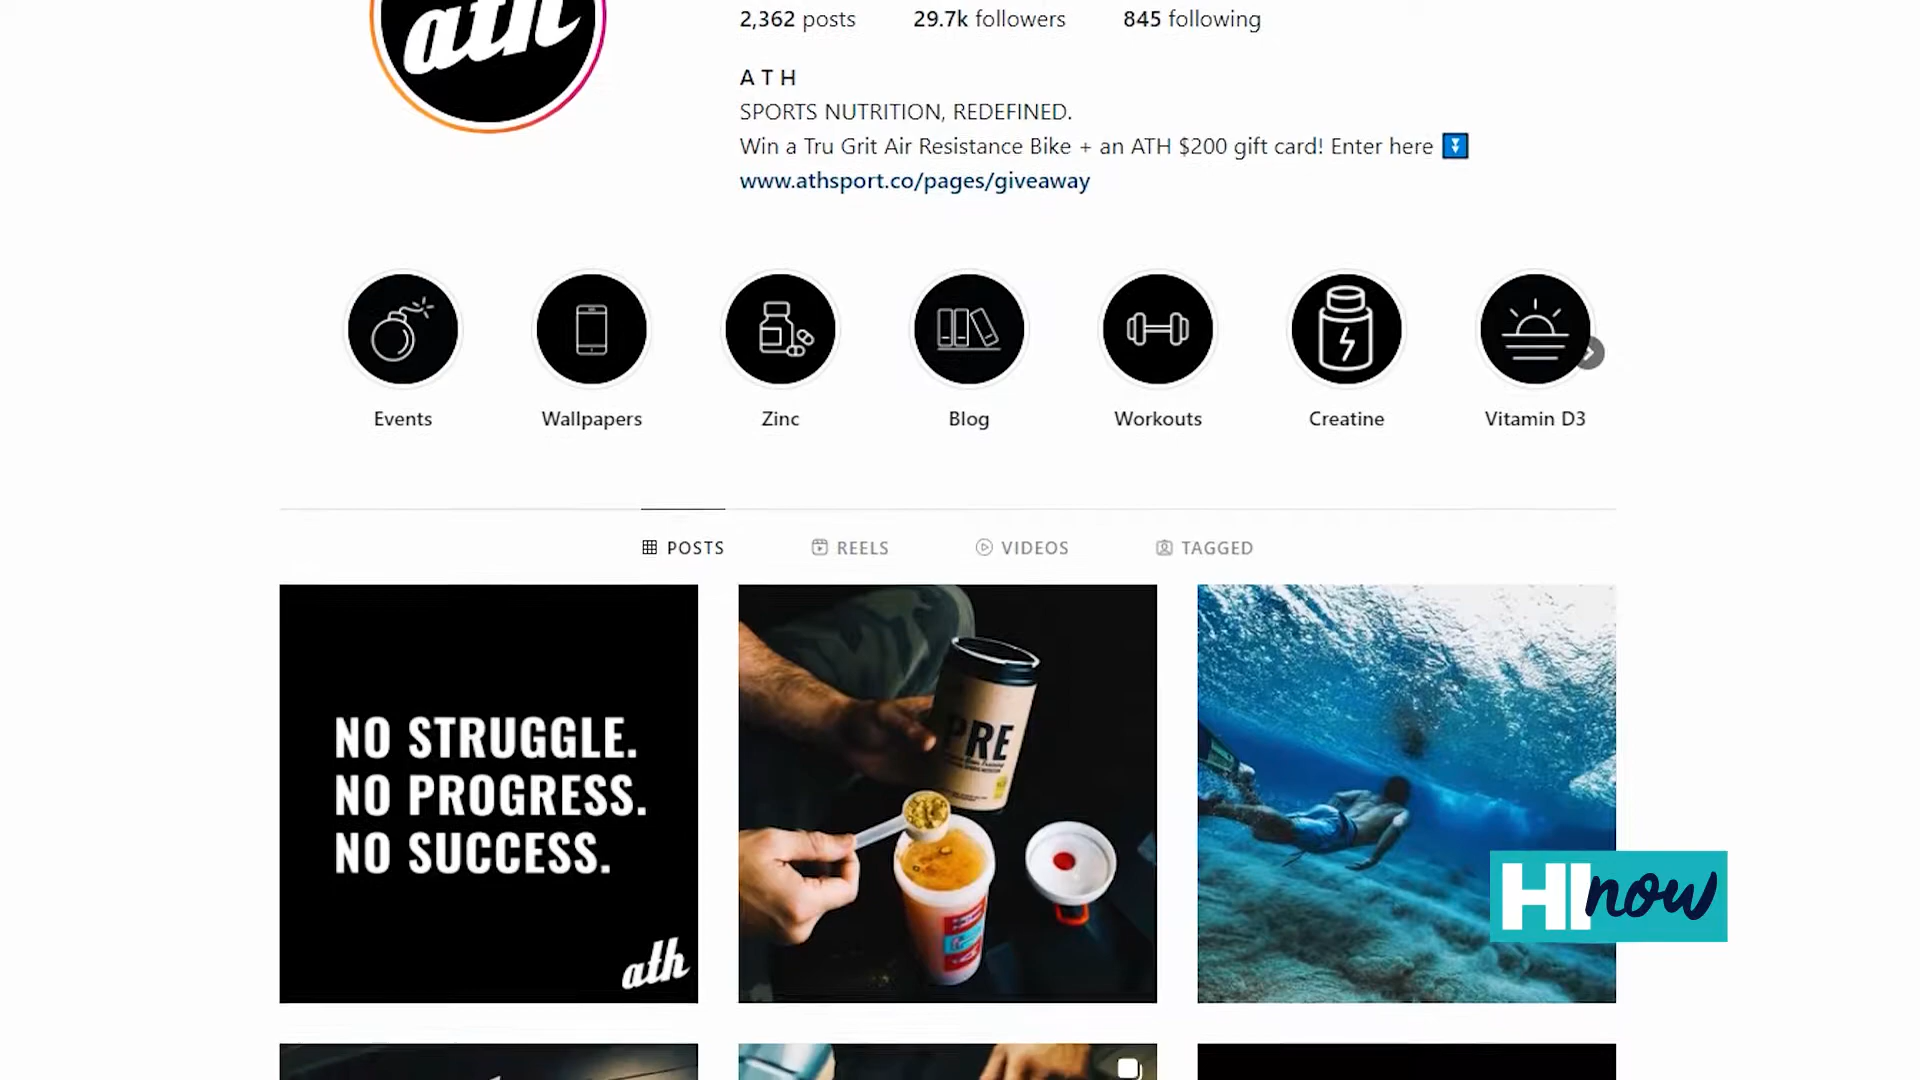 ath
2,362 posts 29.7k followers 845 following
A T H
SPORTS NUTRITION, REDEFINED.
Win a Tru Grit Air Resistance Bike + an ATH $200 gift card! Enter here
www.athsport.co/pages/giveaway
Events Wallpapers Zinc Blog Workouts Creatine Vitamin D3
POSTS REELS VIDEOS TAGGED
NO STRUGGLE.
NO PROGRESS.
NO SUCCESS.
ath
PRE
HI now